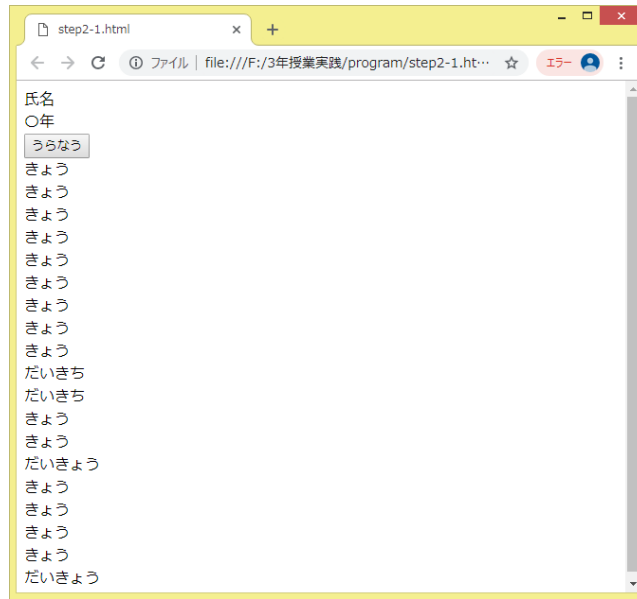 step2-1.html
ファイル | file:///F:/3年授業実践/program/step2-1.ht… エラー
氏名
〇年
うらなう
きょう
きょう
きょう
きょう
きょう
きょう
きょう
きょう
きょう
だいきち
だいきち
きょう
きょう
だいきょう
きょう
きょう
きょう
きょう
だいきょう